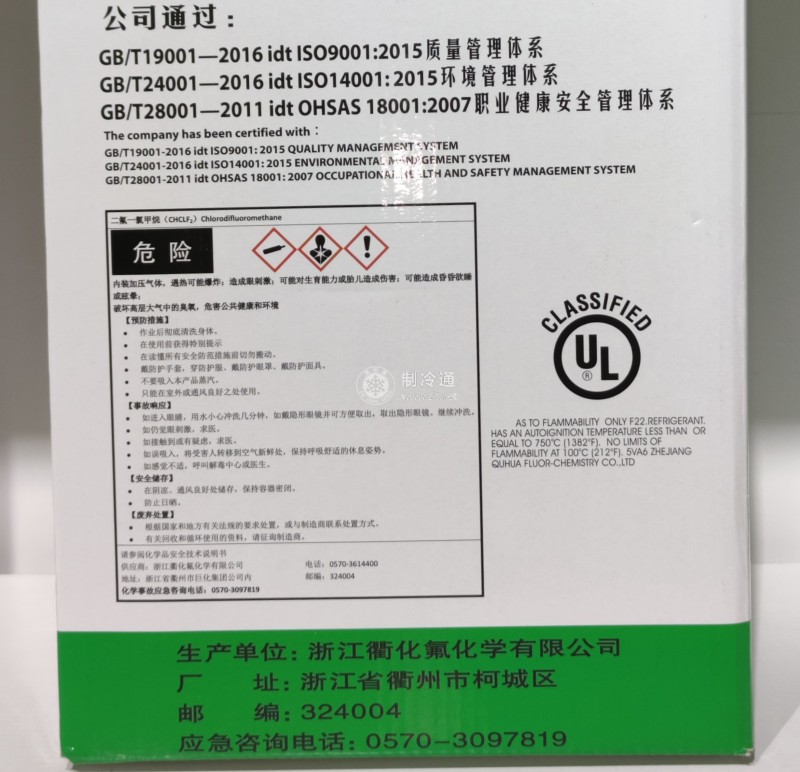 公司通过：
GB/T19001—2016 idt ISO9001:2015质量管理体系
GB/T24001—2016 idt ISO14001:2015环境管理体系
GB/T28001—2011 idt OHSAS 18001:2007职业健康安全管理体系
The company has been certified with：
GB/T19001-2016 idt ISO9001: 2015 QUALITY MANAGEMENT SYSTEM
GB/T24001-2016 idt ISO14001: 2015 ENVIRONMENTAL MANAGEMENT SYSTEM
GB/T28001-2011 idt OHSAS 18001: 2007 OCCUPATIONAL HEALTH AND SAFETY MANAGEMENT SYSTEM
二氟一氯甲烷（CHCLF₂）Chlorodifluoromethane
危险
内装加压气体，遇热可能爆炸；造成眼刺激；可能对生育能力或胎儿造成伤害；可能造成昏昏欲睡
或眩晕；
破坏高层大气中的臭氧，危害公共健康和环境
【预防措施】
• 作业后彻底清洗身体。
• 在使用前获得特别提示
• 在读懂所有安全防范措施前切勿搬动。
• 戴防护手套，穿防护服、戴防护眼罩、戴防护面具。
• 不要吸入本产品蒸汽。
• 只能在室外或通风良好之处使用。
【事故响应】
• 如进入眼睛，用水小心冲洗几分钟，如戴隐形眼镜并可方便取出，取出隐形眼镜。继续冲洗。
• 如仍觉眼刺激，求医。
• 如接触到或有疑虑，求医。
• 如误吸入，将受害人转移到空气新鲜处，保持呼吸舒适的休息姿势。
• 如感觉不适，呼叫解毒中心或医生。
【安全储存】
• 在阴凉、通风良好处储存，保持容器密闭。
• 防止日晒。
【废弃处置】
• 根据国家和地方有关法规的要求处置，或与制造商联系处置方式。
• 有关回收和循环使用的资料，请征询制造商。
请参阅化学品安全技术说明书
供应商：浙江衢化氟化学有限公司 电话：0570-3614400
地址：浙江省衢州市巨化集团公司内 邮编：324004
化学事故应急咨询电话：0570-3097819
制冷通
CLASSIFIED
UL
®
AS TO FLAMMABILITY ONLY F22.REFRIGERANT.
HAS AN AUTOIGNITION TEMPERATURE LESS THAN OR
EQUAL TO 750°C (1382°F). NO LIMITS OF
FLAMMABILITY AT 100°C (212°F). 5VA6 ZHEJIANG
QUHUA FLUOR-CHEMISTRY CO.,LTD
生产单位：浙江衢化氟化学有限公司
厂 址：浙江省衢州市柯城区
邮 编：324004
应急咨询电话：0570-3097819